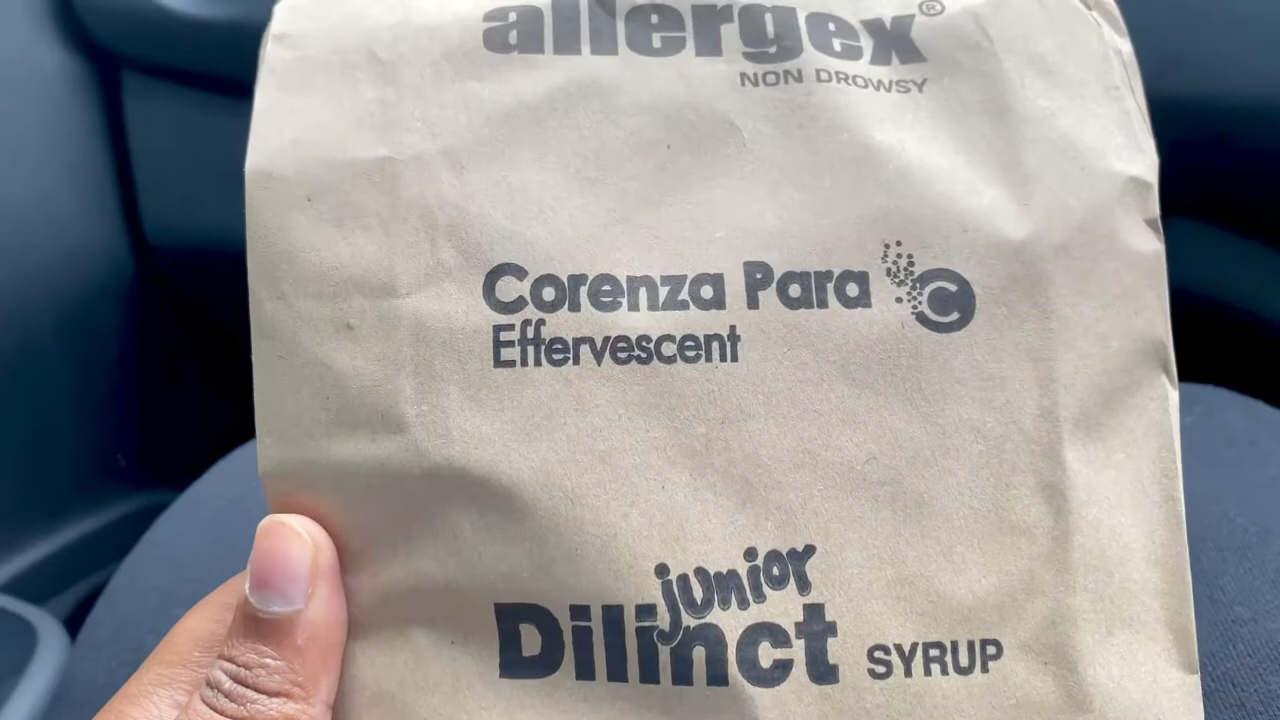 allergex®
NON DROWSY
Corenza Para C
Effervescent
junior
Dilinct SYRUP